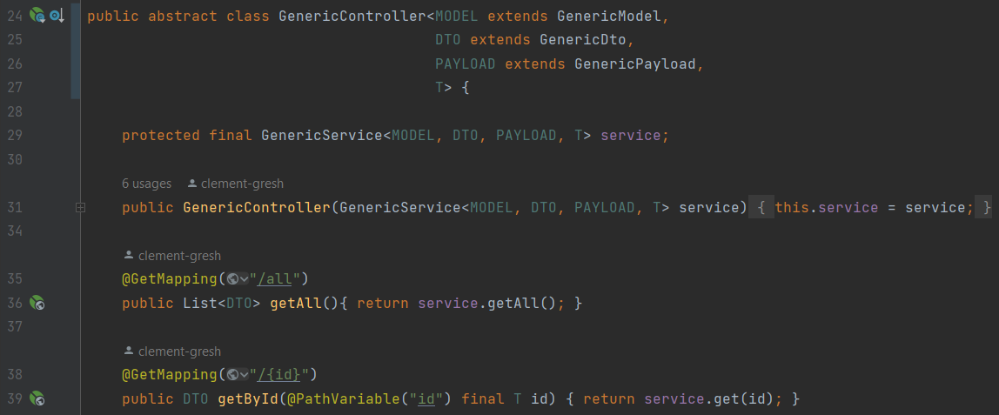 24 public abstract class GenericController<MODEL extends GenericModel,
25 DTO extends GenericDto,
26 PAYLOAD extends GenericPayload,
27 T> {
28
29 protected final GenericService<MODEL, DTO, PAYLOAD, T> service;
30
6 usages clement-gresh
31 public GenericController(GenericService<MODEL, DTO, PAYLOAD, T> service) { this.service = service; }
34
clement-gresh
35 @GetMapping("/all")
36 public List<DTO> getAll(){ return service.getAll(); }
37
clement-gresh
38 @GetMapping("/{id}")
39 public DTO getById(@PathVariable("id") final T id) { return service.get(id); }